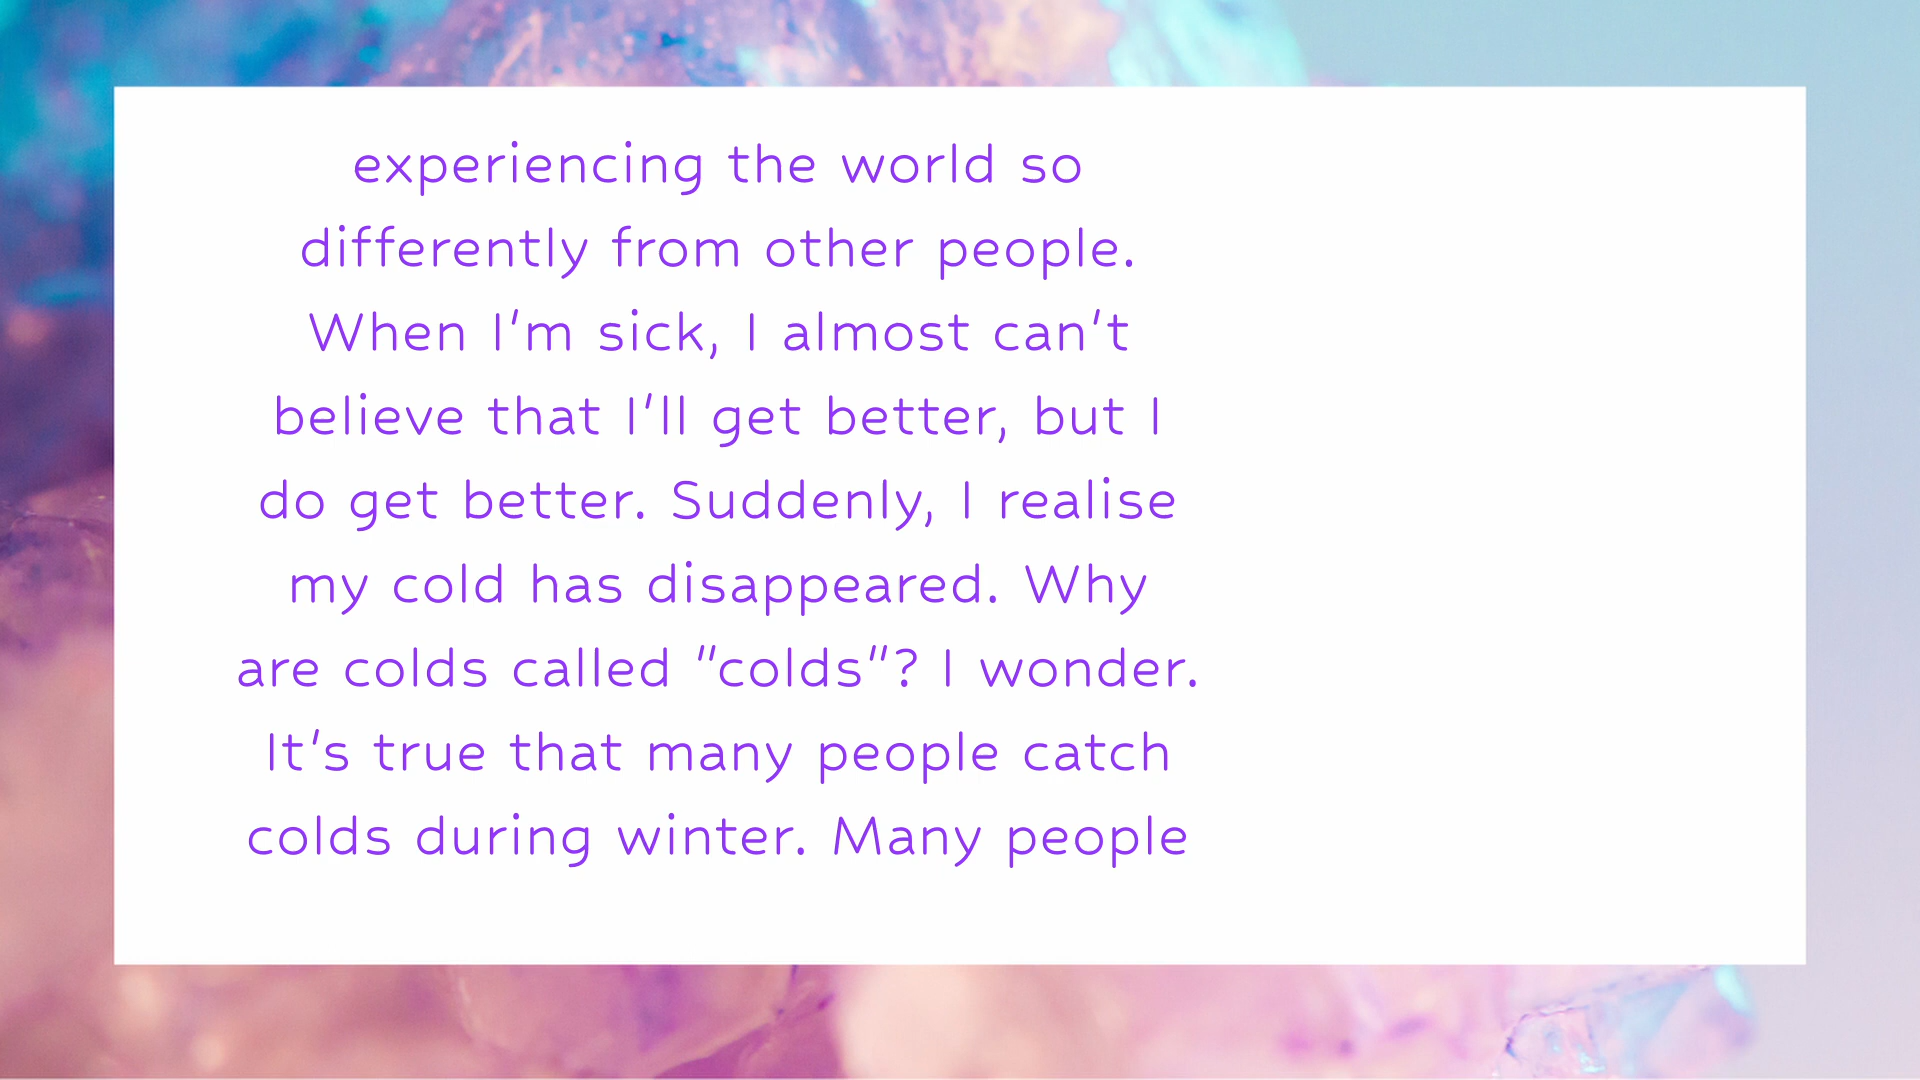 experiencing the world so
differently from other people.
When I'm sick, I almost can't
believe that I'll get better, but I
do get better. Suddenly, I realise
my cold has disappeared. Why
are colds called "colds"? I wonder.
It's true that many people catch
colds during winter. Many people